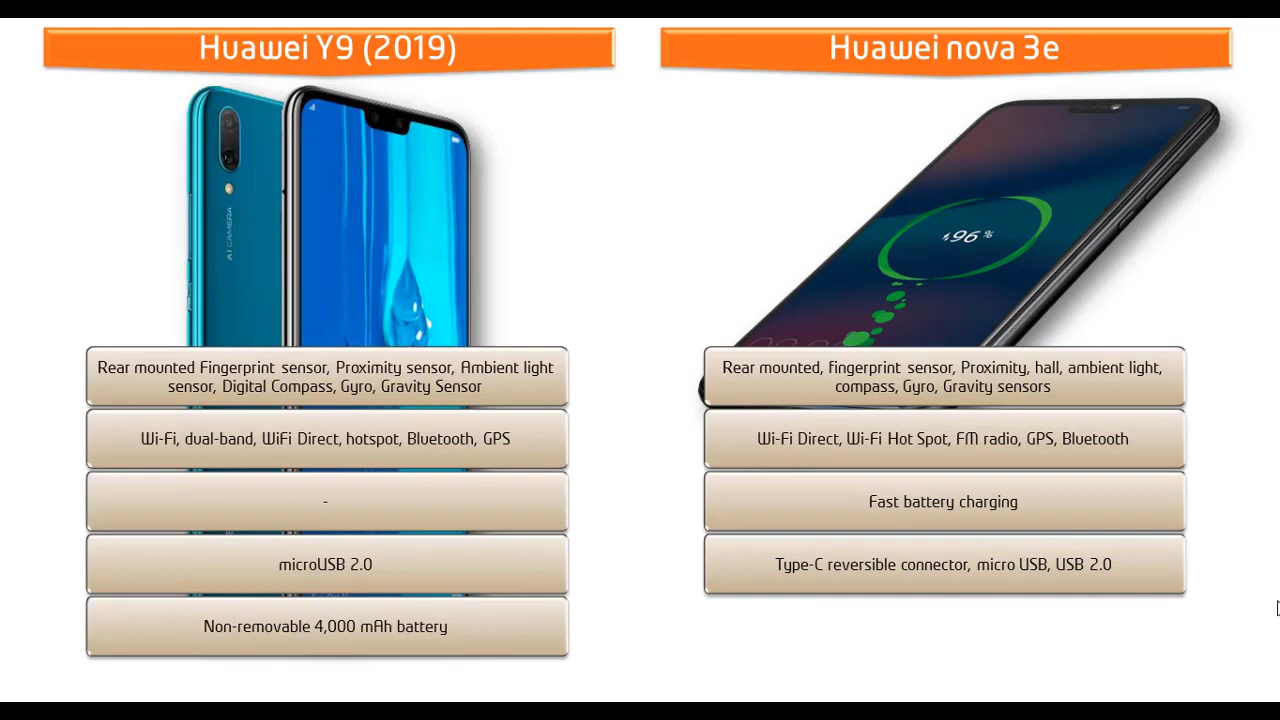 Huawei Y9 (2019)
AI CAMERA
Rear mounted Fingerprint sensor, Proximity sensor, Ambient light
sensor, Digital Compass, Gyro, Gravity Sensor
Wi-Fi, dual-band, WiFi Direct, hotspot, Bluetooth, GPS
-
microUSB 2.0
Non-removable 4,000 mAh battery
Huawei nova 3e
96 %
Rear mounted, fingerprint sensor, Proximity, hall, ambient light,
compass, Gyro, Gravity sensors
Wi-Fi Direct, Wi-Fi Hot Spot, FM radio, GPS, Bluetooth
Fast battery charging
Type-C reversible connector, micro USB, USB 2.0